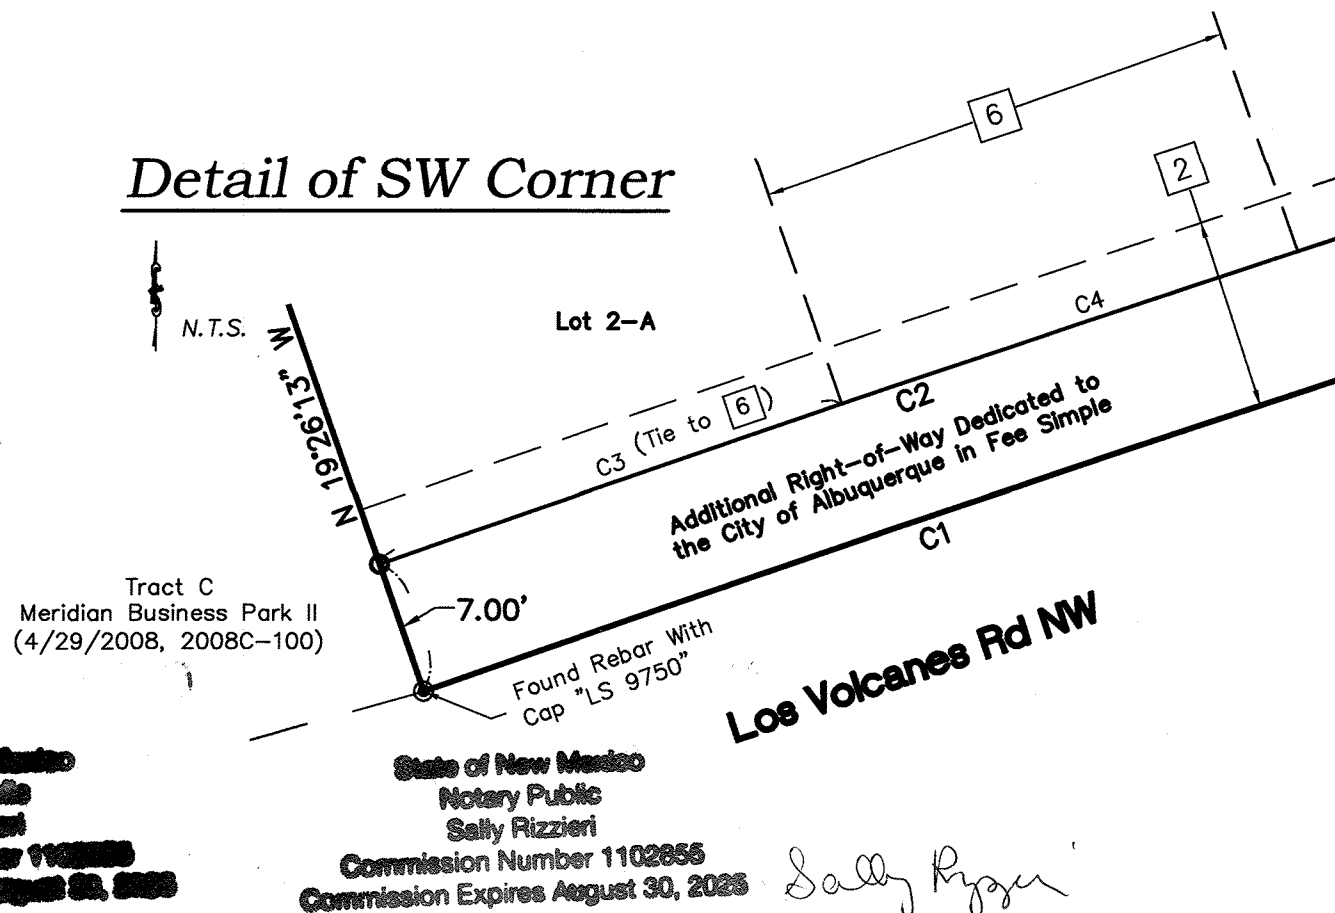 6
2
Detail of SW Corner
N.T.S.
Lot 2-A
C4
N 19°26'13" W
C2
C3 (Tie to 6)
Additional Right-of-Way Dedicated to
the City of Albuquerque in Fee Simple
C1
Tract C
Meridian Business Park II
(4/29/2008, 2008C-100)
7.00'
Found Rebar With
Cap "LS 9750"
Los Volcanes Rd NW
State of New Mexico
Notary Public
Sally Rizzieri
Commission Number 1102855
Commission Expires August 30, 2025
Sally Rizzieri